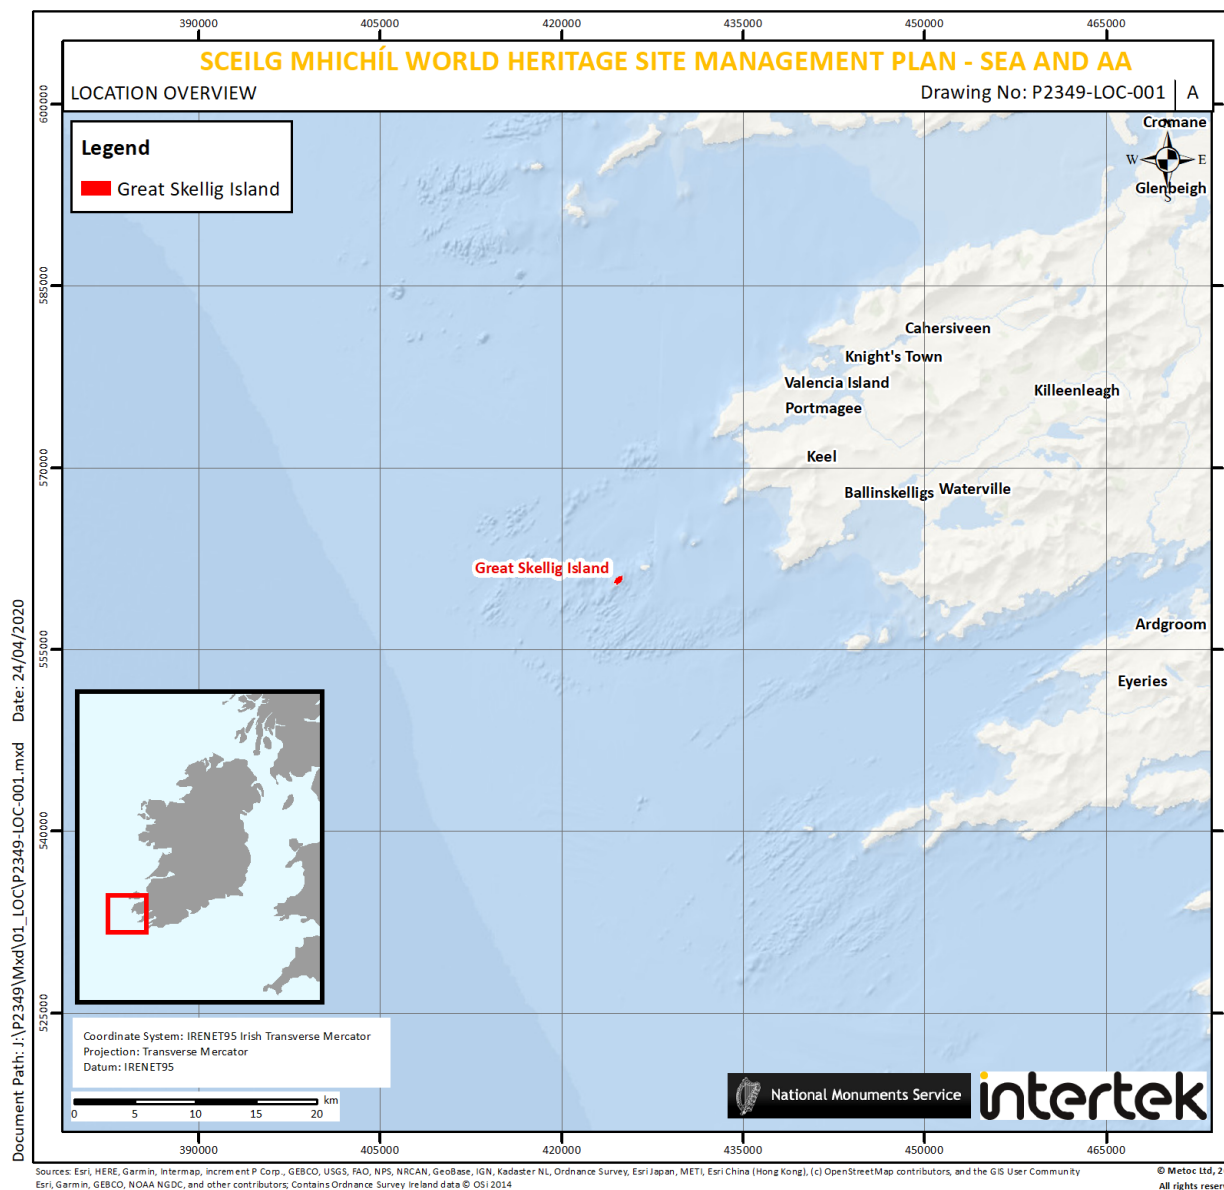 390000 405000 420000 435000 450000 465000
SCEILG MHICHÍL WORLD HERITAGE SITE MANAGEMENT PLAN - SEA AND AA
LOCATION OVERVIEW
Drawing No: P2349-LOC-001 A
Legend
Great Skellig Island
Cromane
N
W E
S
Glenbeigh
600000
585000
570000
555000
540000
525000
Cahersiveen
Knight's Town
Valencia Island
Killeenleagh
Portmagee
Keel
Ballinskelligs Waterville
Great Skellig Island
Ardgroom
Eyeries
Document Path: J:\P2349\Mxd\01_LOC\P2349-LOC-001.mxd Date: 24/04/2020
Coordinate System: IRENET95 Irish Transverse Mercator
Projection: Transverse Mercator
Datum: IRENET95
km
0 5 10 15 20
National Monuments Service
intertek
390000 405000 420000 435000 450000 465000
Sources: Esri, HERE, Garmin, Intermap, increment P Corp., GEBCO, USGS, FAO, NPS, NRCAN, GeoBase, IGN, Kadaster NL, Ordnance Survey, Esri Japan, METI, Esri China (Hong Kong), (c) OpenStreetMap contributors, and the GIS User Community
Esri, Garmin, GEBCO, NOAA NGDC, and other contributors; Contains Ordnance Survey Ireland data © OSi 2014
© Metoc Ltd, 2
All rights reserv